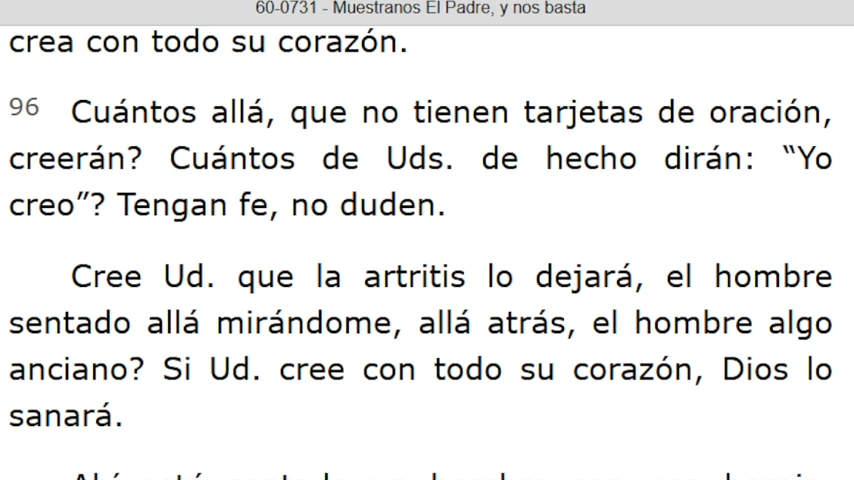 60-0731 - Muestranos El Padre, y nos basta
crea con todo su corazón.
96 Cuántos allá, que no tienen tarjetas de oración,
creerán? Cuántos de Uds. de hecho dirán: “Yo
creo”? Tengan fe, no duden.
Cree Ud. que la artritis lo dejará, el hombre
sentado allá mirándome, allá atrás, el hombre algo
anciano? Si Ud. cree con todo su corazón, Dios lo
sanará.